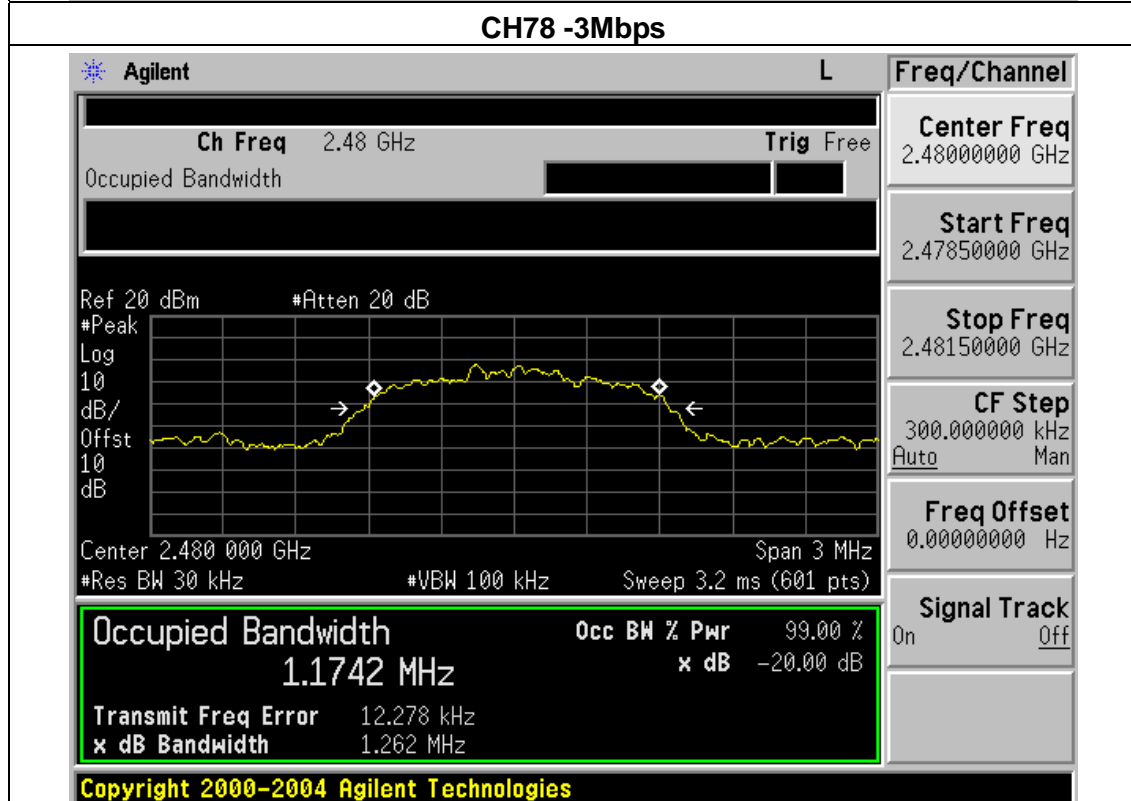 CH78 -3Mbps
Agilent L Freq/Channel
Ch Freq 2.48 GHz Trig Free
Occupied Bandwidth
Center Freq
2.48000000 GHz
Start Freq
2.47850000 GHz
Stop Freq
2.48150000 GHz
CF Step
300.000000 kHz
Auto Man
Freq Offset
0.00000000 Hz
Signal Track
On Off
Ref 20 dBm #Atten 20 dB
#Peak
Log
10
dB/
Offst
10
dB
Center 2.480 000 GHz Span 3 MHz
#Res BW 30 kHz #VBW 100 kHz Sweep 3.2 ms (601 pts)
Occupied Bandwidth Occ BW % Pwr 99.00 %
1.1742 MHz x dB -20.00 dB
Transmit Freq Error 12.278 kHz
x dB Bandwidth 1.262 MHz
Copyright 2000-2004 Agilent Technologies